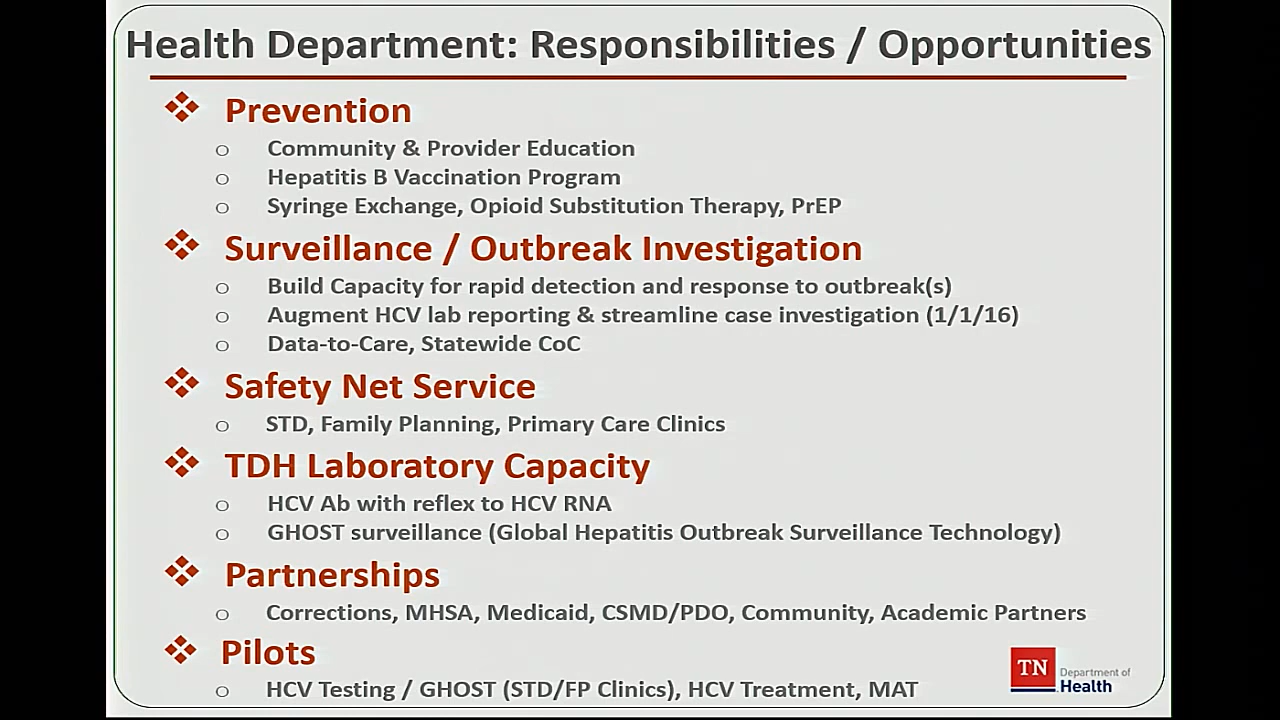 Health Department: Responsibilities / Opportunities
Prevention
Community & Provider Education
Hepatitis B Vaccination Program
Syringe Exchange, Opioid Substitution Therapy, PrEP
Surveillance / Outbreak Investigation
Build Capacity for rapid detection and response to outbreak(s)
Augment HCV lab reporting & streamline case investigation (1/1/16)
Data-to-Care, Statewide CoC
Safety Net Service
STD, Family Planning, Primary Care Clinics
TDH Laboratory Capacity
HCV Ab with reflex to HCV RNA
GHOST surveillance (Global Hepatitis Outbreak Surveillance Technology)
Partnerships
Corrections, MHSA, Medicaid, CSMD/PDO, Community, Academic Partners
Pilots
HCV Testing / GHOST (STD/FP Clinics), HCV Treatment, MAT
TN
Department of
Health